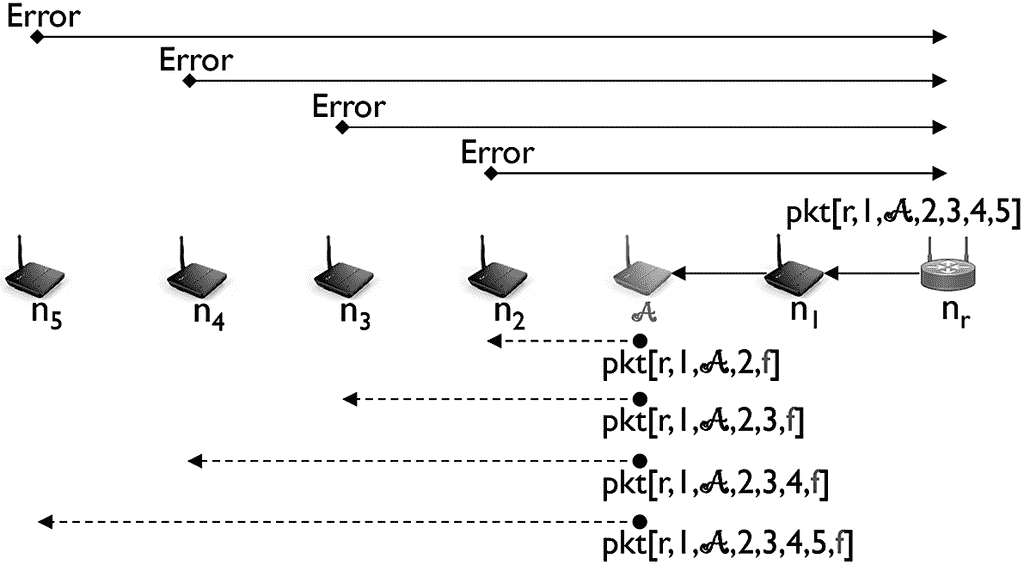 Error
Error
Error
Error
pkt[r,1,𝒜,2,3,4,5]
n5 n4 n3 n2 𝒜 n1 nr
pkt[r,1,𝒜,2,f]
pkt[r,1,𝒜,2,3,f]
pkt[r,1,𝒜,2,3,4,f]
pkt[r,1,𝒜,2,3,4,5,f]